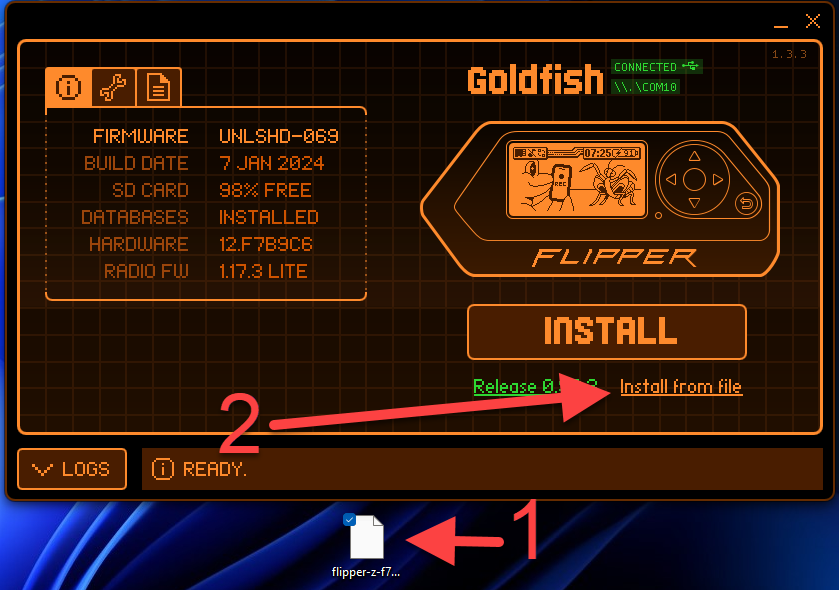 1.3.3
Goldfish
CONNECTED
\\.\COM10
FIRMWARE UNLSHD-069
BUILD DATE 7 JAN 2024
SD CARD 98% FREE
DATABASES INSTALLED
HARDWARE 12.F7B9C6
RADIO FW 1.17.3 LITE
07:25
REC
FLIPPER
INSTALL
Release Install from file
2
LOGS
READY.
1
flipper-z-f7...